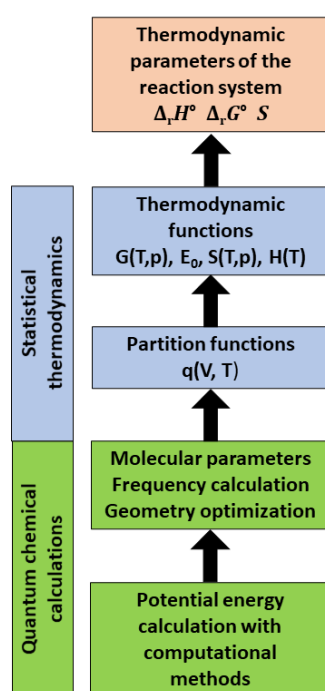 Thermodynamic
parameters of the
reaction system
ΔᵣH° ΔᵣG° S
Thermodynamic
functions
G(T,p), E₀, S(T,p), H(T)
Statistical
thermodynamics
Partition functions
q(V, T)
Molecular parameters
Frequency calculation
Geometry optimization
Quantum chemical
calculations
Potential energy
calculation with
computational
methods